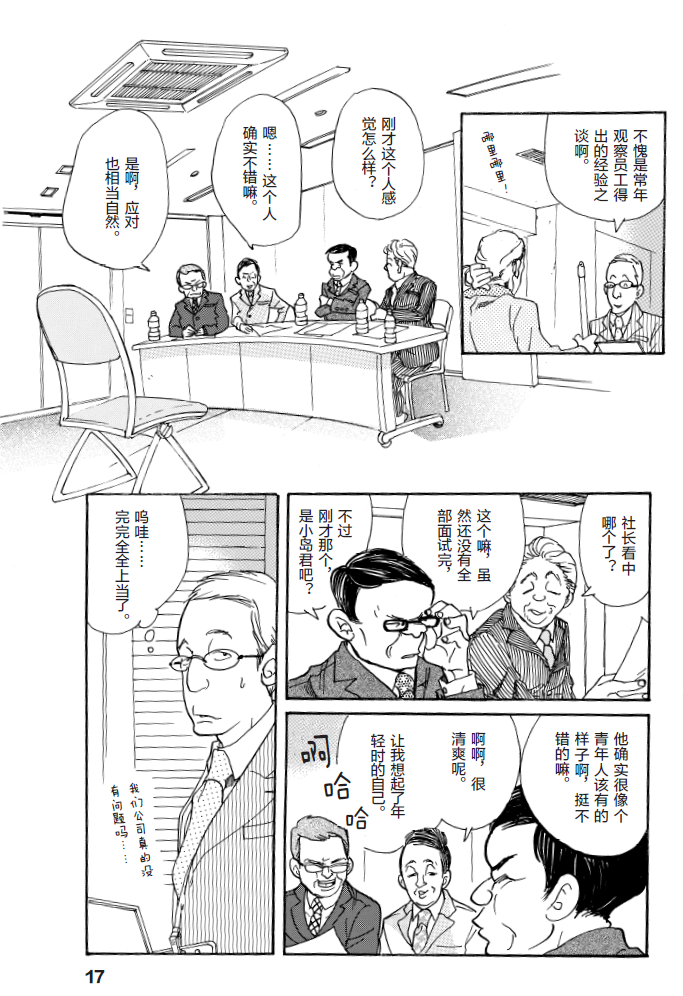 不愧是常年
观察员工得
出的经验之
谈啊。
嘿嘿嘿嘿！
刚才这个人感
觉怎么样？
嗯……这个人
确实不错嘛。
是啊，应对
也相当自然。
社长看中
哪个了？
这个嘛，虽
然还没有全
部面试完，
不过
刚才那个，
是小岛君吧？
呜哇……
完完全全上当了。
我们公司真的没
有问题吗……
他确实很像个
青年人该有的
样子啊，挺不
错的嘛。
啊啊，很
清爽呢。
让我想起了年
轻时的自己。
啊
哈
哈
17